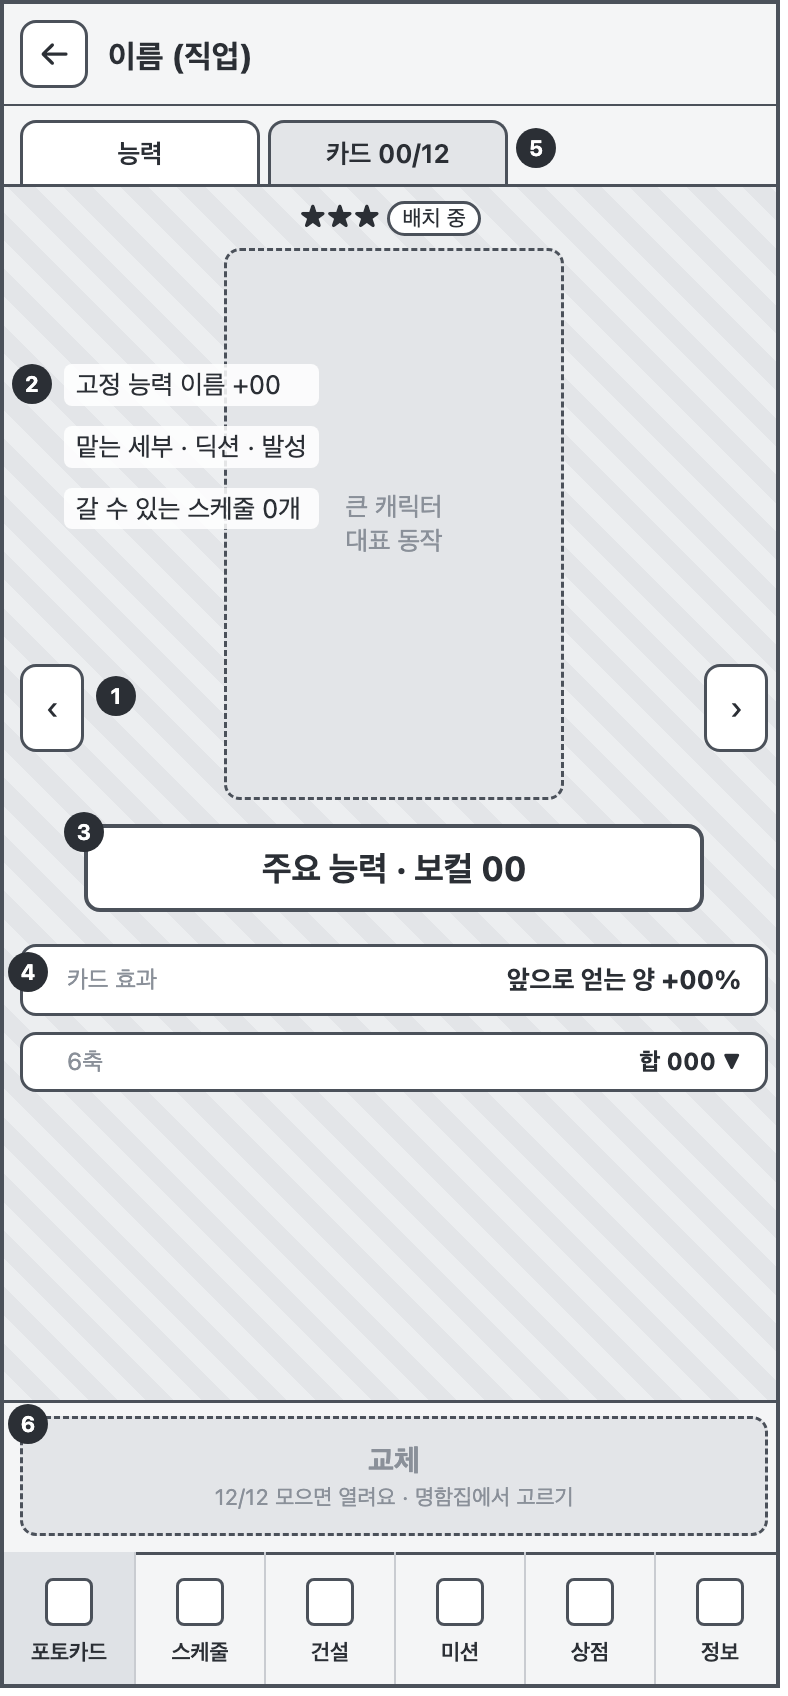 ← 이름 (직업)
능력
카드 00/12
5
★★★ 배치 중
2
고정 능력 이름 +00
맡는 세부 · 딕션 · 발성
갈 수 있는 스케줄 0개
큰 캐릭터
대표 동작
‹
1
›
3
주요 능력 · 보컬 00
4
카드 효과
앞으로 얻는 양 +00%
6축
합 000 ▼
6
교체
12/12 모으면 열려요 · 명함집에서 고르기
포토카드
스케줄
건설
미션
상점
정보